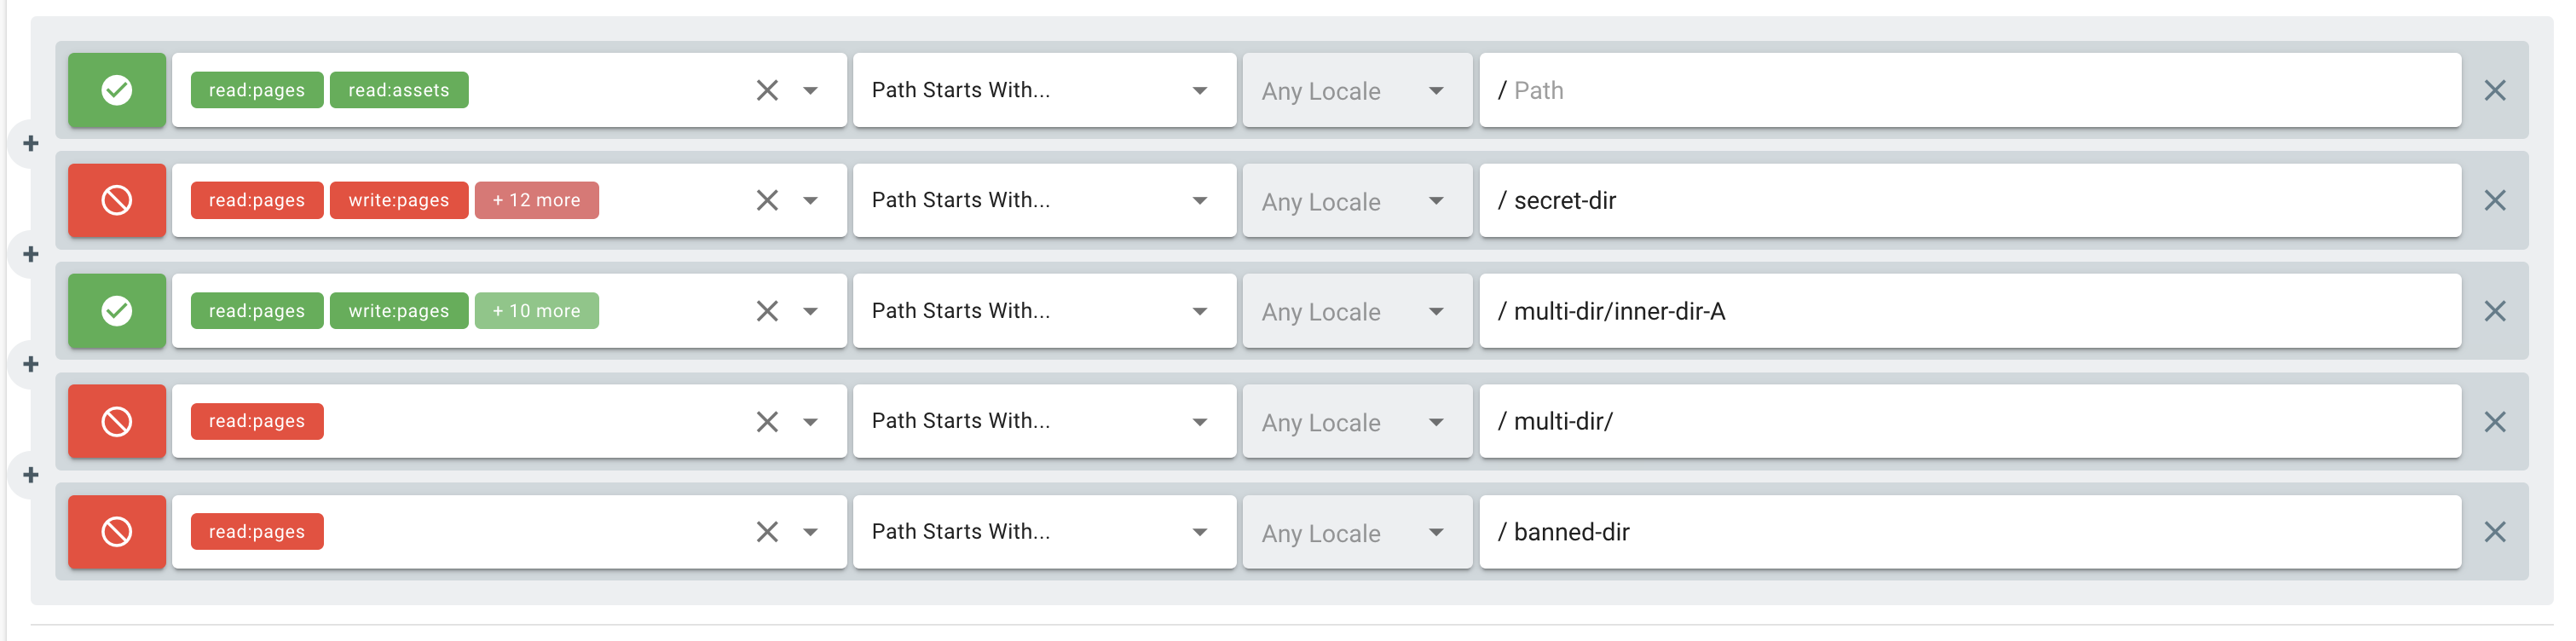 read:pages read:assets Path Starts With... Any Locale / Path
read:pages write:pages + 12 more Path Starts With... Any Locale / secret-dir
read:pages write:pages + 10 more Path Starts With... Any Locale / multi-dir/inner-dir-A
read:pages Path Starts With... Any Locale / multi-dir/
read:pages Path Starts With... Any Locale / banned-dir